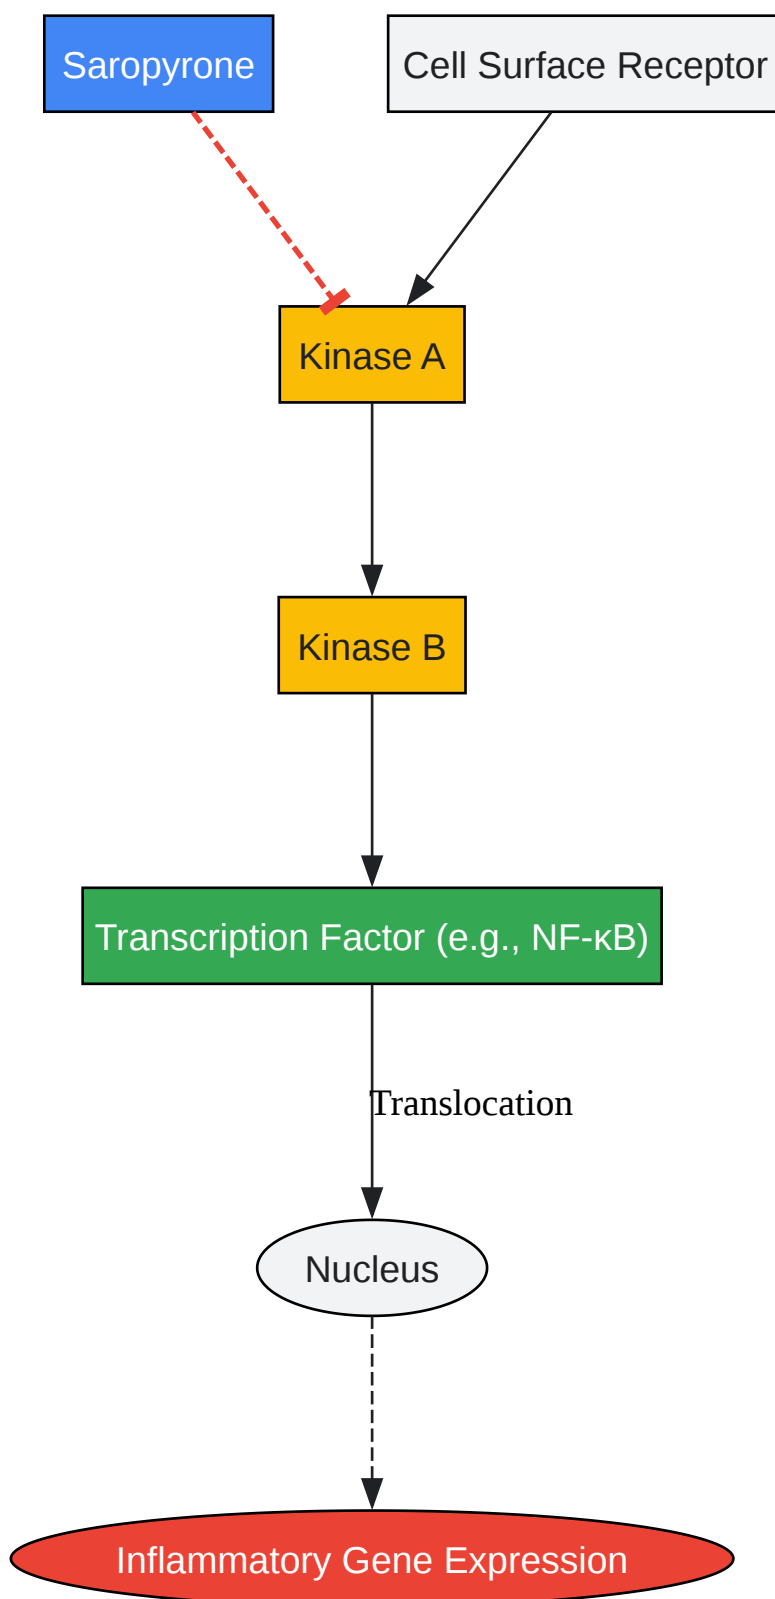 Saropyrone
Cell Surface Receptor
Kinase A
Kinase B
Transcription Factor (e.g., NF-κB)
Translocation
Nucleus
Inflammatory Gene Expression